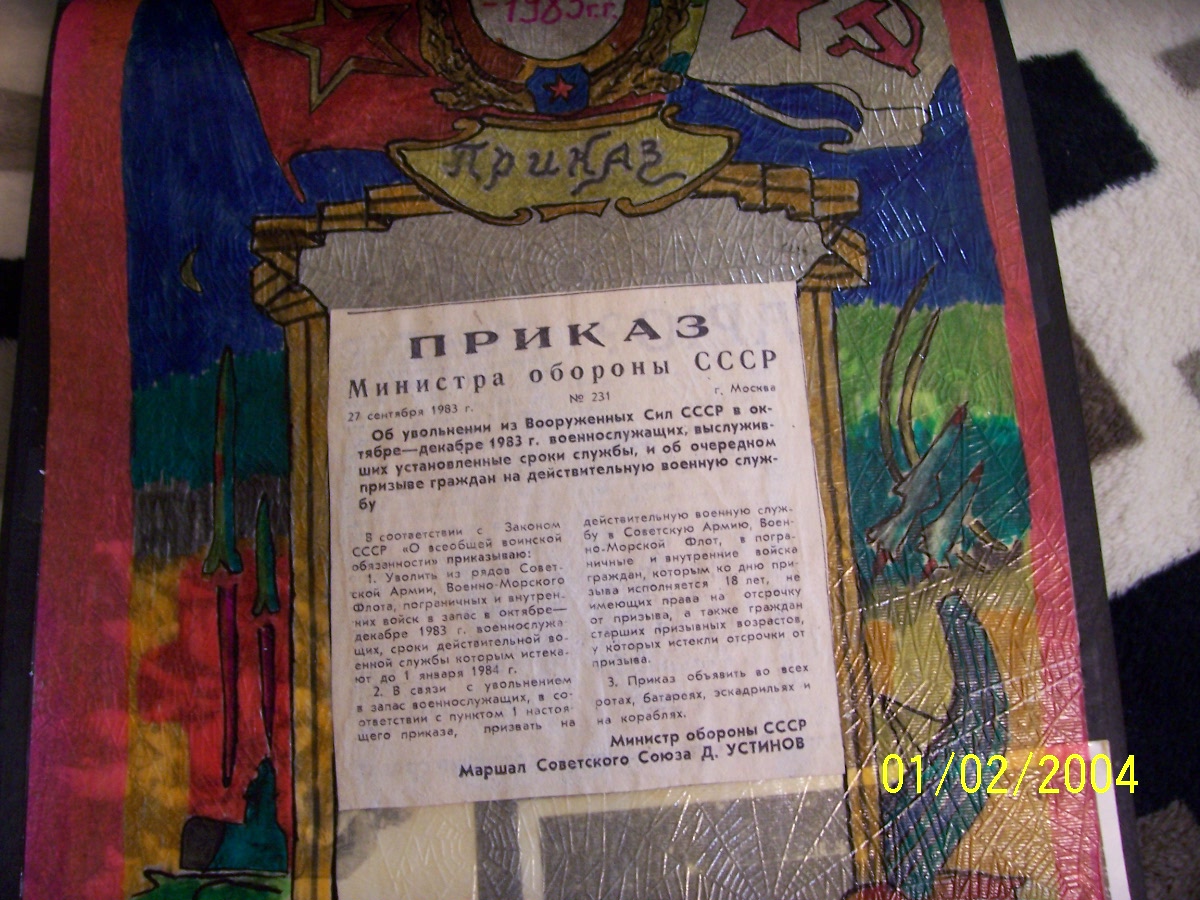 -1983г.г.
ПРИКАЗ
ПРИКАЗ
Министра обороны СССР
27 сентября 1983 г. № 231 г. Москва
Об увольнении из Вооруженных Сил СССР в ок-
тябре—декабре 1983 г. военнослужащих, выслужив-
ших установленные сроки службы, и об очередном
призыве граждан на действительную военную служ-
бу
В соответствии с Законом
СССР «О всеобщей воинской
обязанности» приказываю:
1. Уволить из рядов Совет-
ской Армии, Военно-Морского
Флота, пограничных и внутрен-
них войск в запас в октябре—
декабре 1983 г. военнослужа
щих, сроки действительной во-
енной службы которым истека-
ют до 1 января 1984 г.
2. В связи с увольнением
в запас военнослужащих, в со-
ответствии с пунктом 1 настоя-
щего приказа, призвать на
действительную военную служ-
бу в Советскую Армию, Воен-
но-Морской Флот, в погра-
ничные и внутренние войска
граждан, которым ко дню при-
зыва исполняется 18 лет, не
имеющих права на отсрочку
от призыва, а также граждан
старших призывных возрастов,
у которых истекли отсрочки от
призыва.
3. Приказ объявить во всех
ротах, батареях, эскадрильях и
на кораблях.
Министр обороны СССР
Маршал Советского Союза Д. УСТИНОВ
01/02/2004